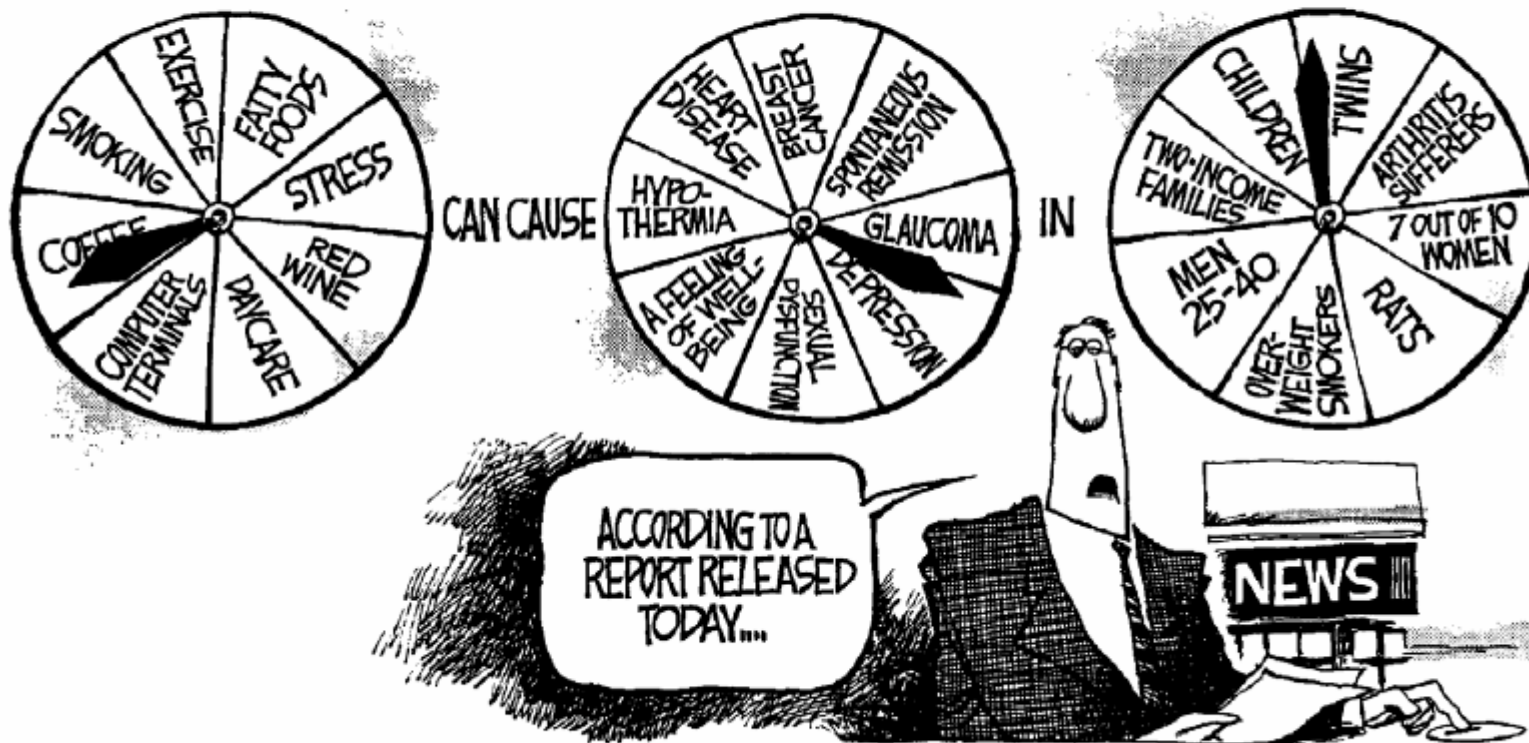 EXERCISE
FATTY
FOODS
STRESS
RED
WINE
DAYCARE
COMPUTER
TERMINALS
COFFEE
SMOKING
CAN CAUSE
HEART
DISEASE
BREAST
CANCER
SPONTANEOUS
REMISSION
GLAUCOMA
DEPRESSION
SEXUAL
DYSFUNCTION
A FEELING
OF WELL-
BEING
HYPO-
THERMIA
IN
CHILDREN
TWINS
ARTHRITIS
SUFFERERS
7 OUT OF 10
WOMEN
RATS
OVER-
WEIGHT
SMOKERS
MEN
25-40
TWO-INCOME
FAMILIES
ACCORDING TO A
REPORT RELEASED
TODAY....
NEWS